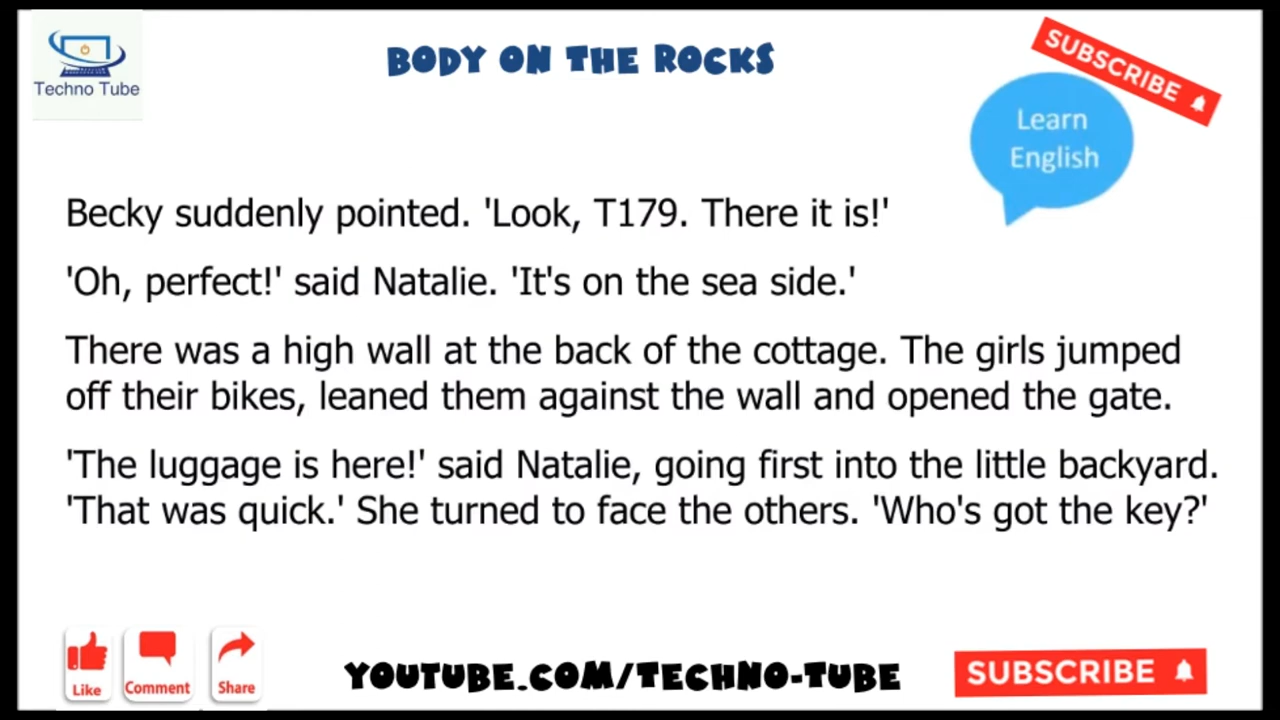 Techno Tube
BODY ON THE ROCKS
SUBSCRIBE
Learn
English
Becky suddenly pointed. 'Look, T179. There it is!'
'Oh, perfect!' said Natalie. 'It's on the sea side.'
There was a high wall at the back of the cottage. The girls jumped
off their bikes, leaned them against the wall and opened the gate.
'The luggage is here!' said Natalie, going first into the little backyard.
'That was quick.' She turned to face the others. 'Who's got the key?'
Like
Comment
Share
YOUTUBE.COM/TECHNO-TUBE
SUBSCRIBE